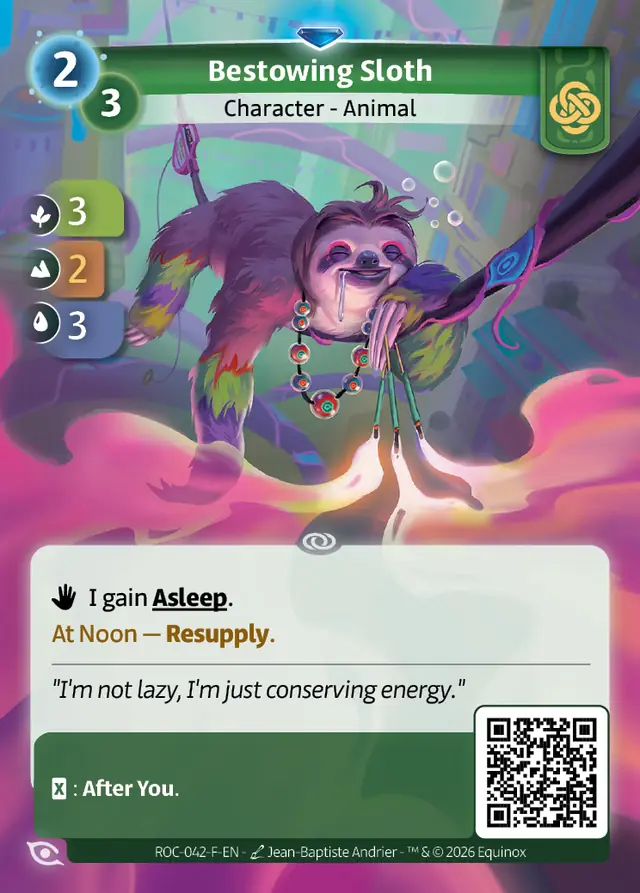 2
Bestowing Sloth
3
Character - Animal
3
2
3
I gain Asleep.
At Noon — Resupply.
"I'm not lazy, I'm just conserving energy."
X : After You.
ROC-042-F-EN - Jean-Baptiste Andrier - ™ & © 2026 Equinox